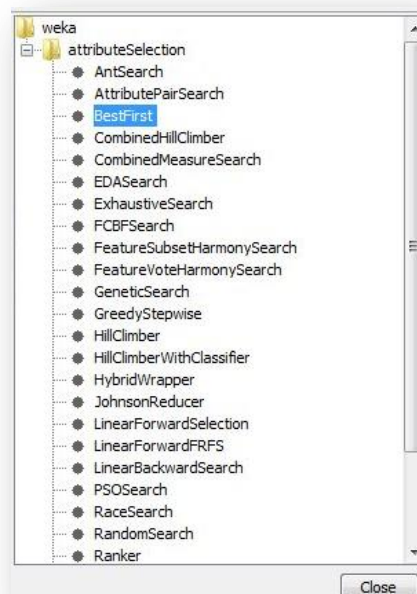 weka
attributeSelection
AntSearch
AttributePairSearch
BestFirst
CombinedHillClimber
CombinedMeasureSearch
EDASearch
ExhaustiveSearch
FCBFSearch
FeatureSubsetHarmonySearch
FeatureVoteHarmonySearch
GeneticSearch
GreedyStepwise
HillClimber
HillClimberWithClassifier
HybridWrapper
JohnsonReducer
LinearForwardSelection
LinearForwardFRFS
LinearBackwardSearch
PSOSearch
RaceSearch
RandomSearch
Ranker
Close